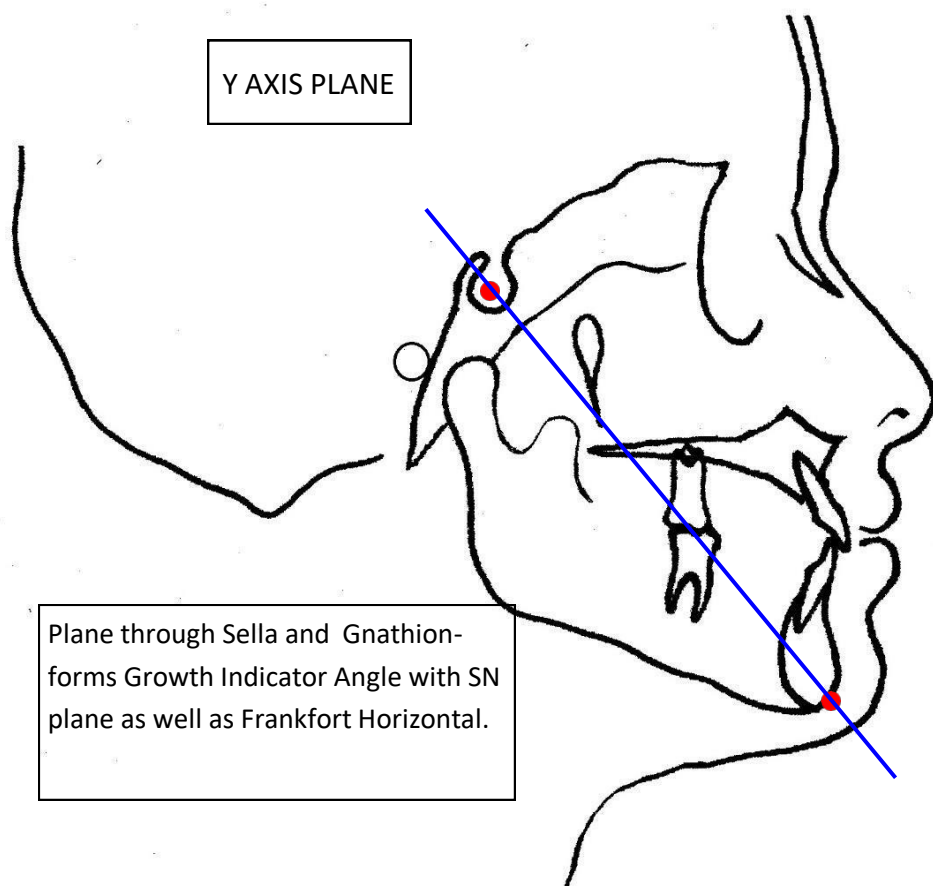 Y AXIS PLANE
Plane through Sella and  Gnathion-
forms Growth Indicator Angle with SN
plane as well as Frankfort Horizontal.